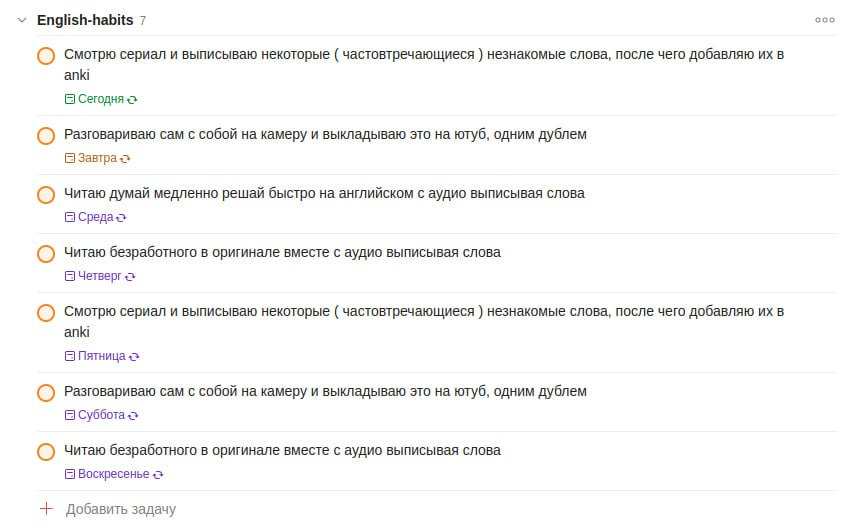 English-habits 7
Смотрю сериал и выписываю некоторые ( частовтречающиеся ) незнакомые слова, после чего добавляю их в
anki
Сегодня
Разговариваю сам с собой на камеру и выкладываю это на ютуб, одним дублем
Завтра
Читаю думай медленно решай быстро на английском с аудио выписывая слова
Среда
Читаю безработного в оригинале вместе с аудио выписывая слова
Четверг
Смотрю сериал и выписываю некоторые ( частовтречающиеся ) незнакомые слова, после чего добавляю их в
anki
Пятница
Разговариваю сам с собой на камеру и выкладываю это на ютуб, одним дублем
Суббота
Читаю безработного в оригинале вместе с аудио выписывая слова
Воскресенье
Добавить задачу